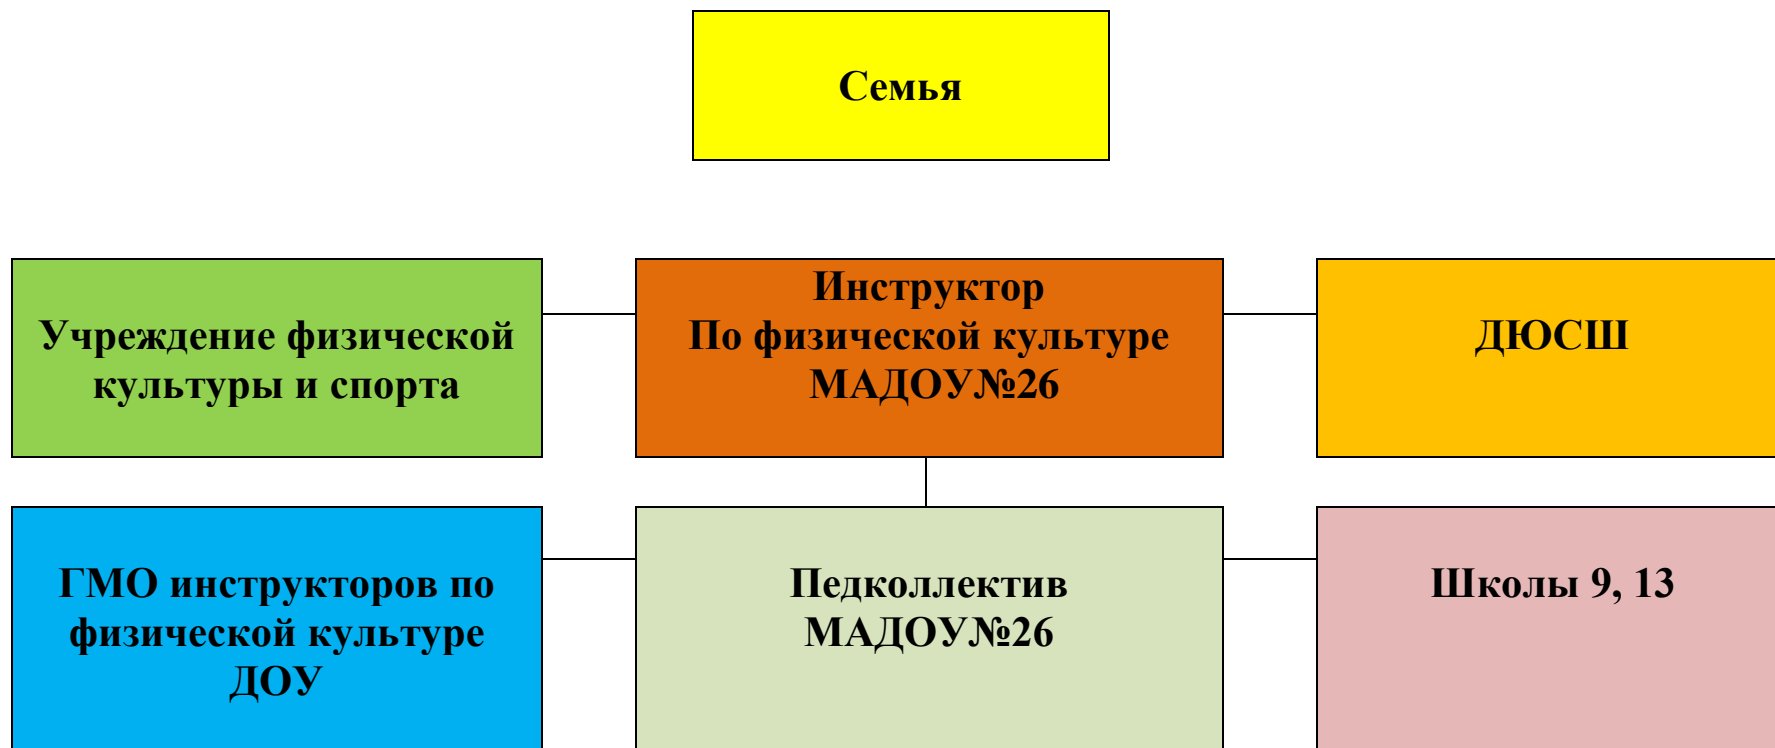 Семья
Учреждение физической
культуры и спорта
Инструктор
По физической культуре
МАДОУ№26
ДЮСШ
ГМО инструкторов по
физической культуре
ДОУ
Педколлектив
МАДОУ№26
Школы 9, 13